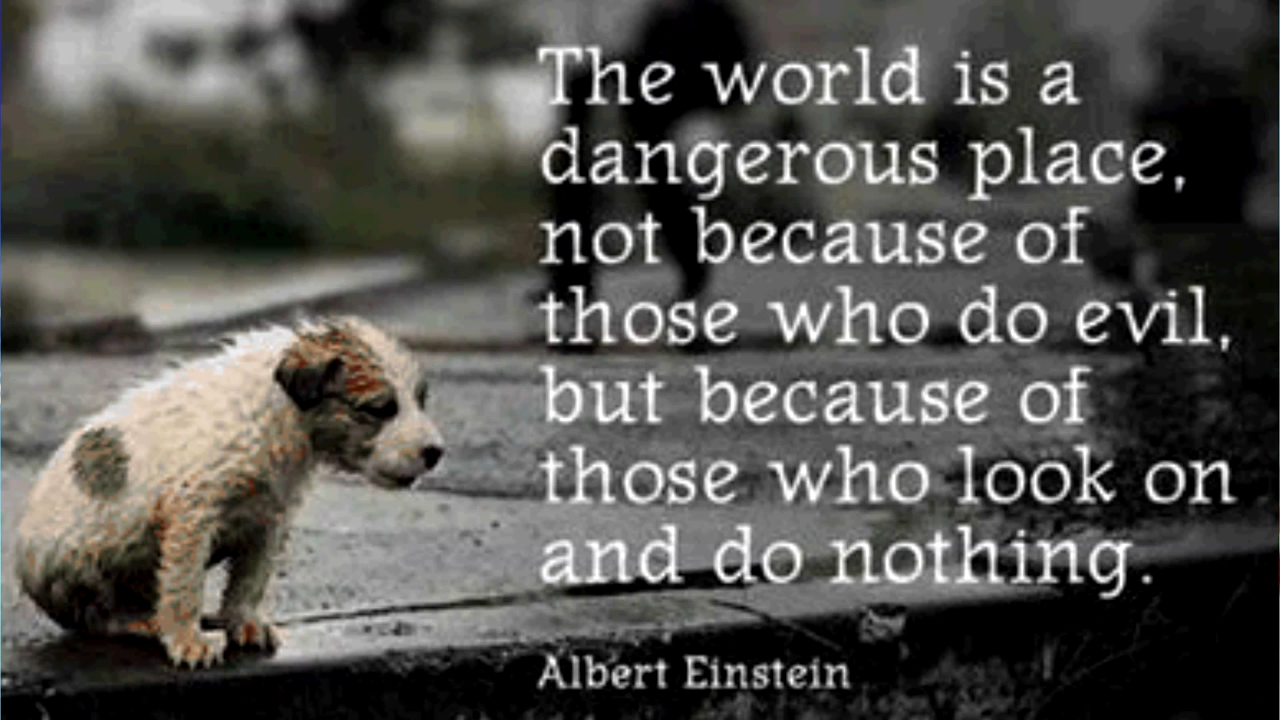 The world is a
dangerous place,
not because of
those who do evil,
but because of
those who look on
and do nothing.
Albert Einstein